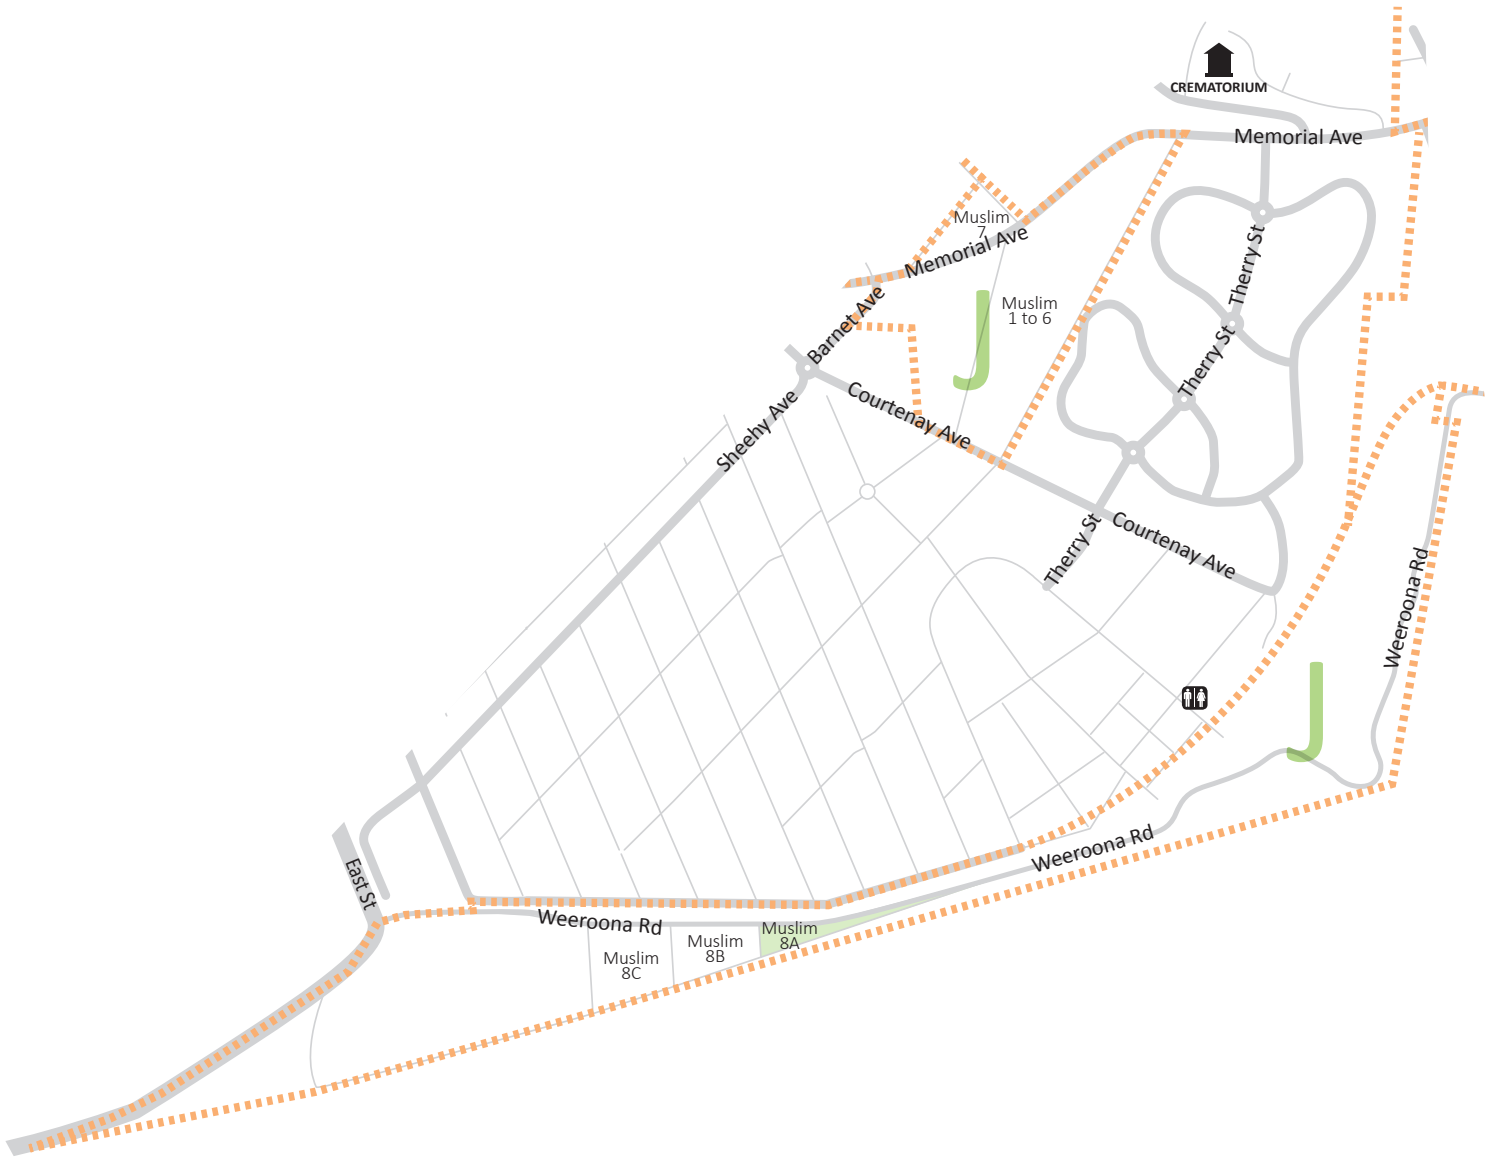 CREMATORIUM
Memorial Ave
Muslim
7
Memorial Ave
Therry St
Barnet Ave
Muslim
1 to 6
J
Therry St
Courtenay Ave
Sheehy Ave
Therry St
Courtenay Ave
Weeroona Rd
J
Weeroona Rd
East St
Weeroona Rd
Muslim
8A
Muslim
8B
Muslim
8C